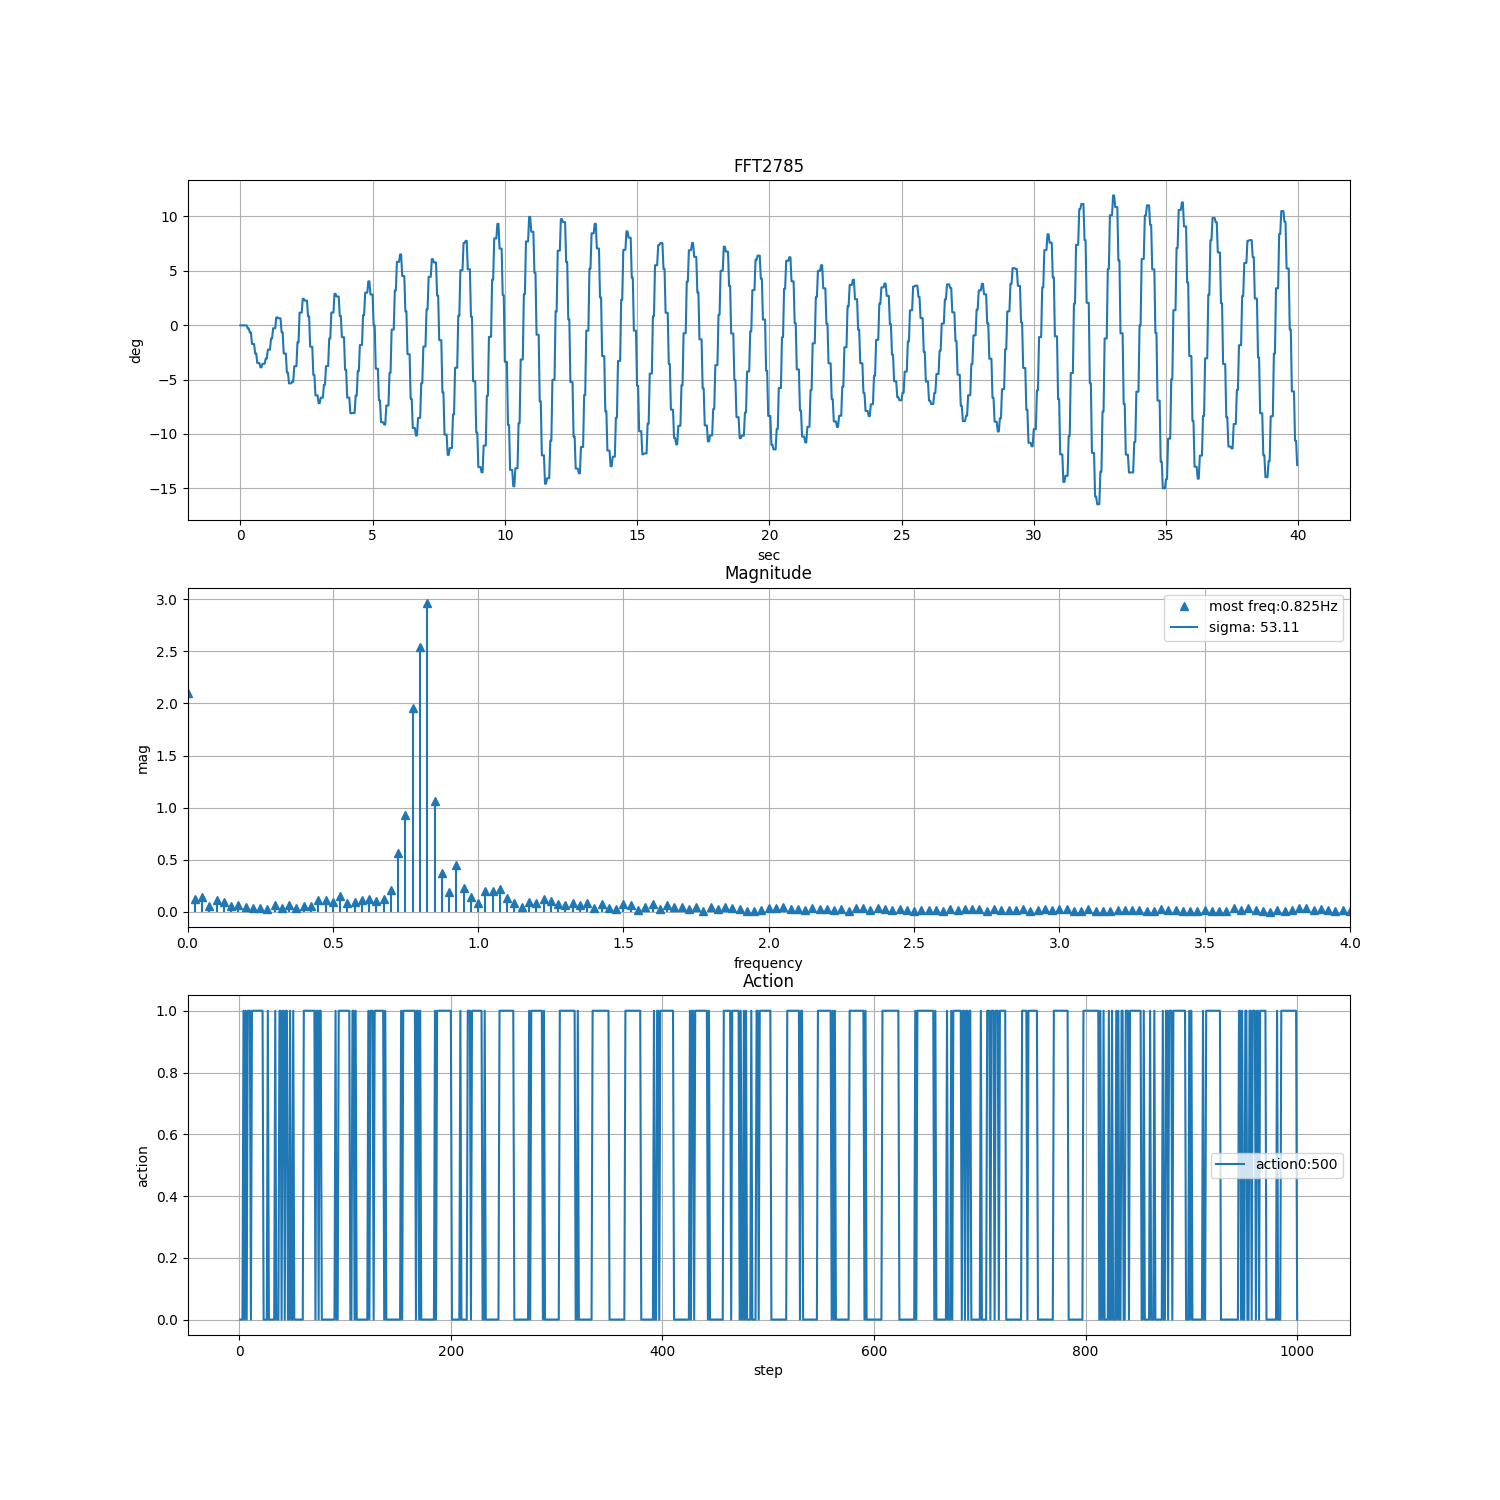 FFT2785
10
5
0
−5
−10
−15
deg
0 5 10 15 20 25 30 35 40
sec
Magnitude
3.0
2.5
2.0
1.5
1.0
0.5
0.0
mag
most freq:0.825Hz
sigma: 53.11
0.0 0.5 1.0 1.5 2.0 2.5 3.0 3.5 4.0
frequency
Action
1.0
0.8
0.6
0.4
0.2
0.0
action
action0:500
0 200 400 600 800 1000
step